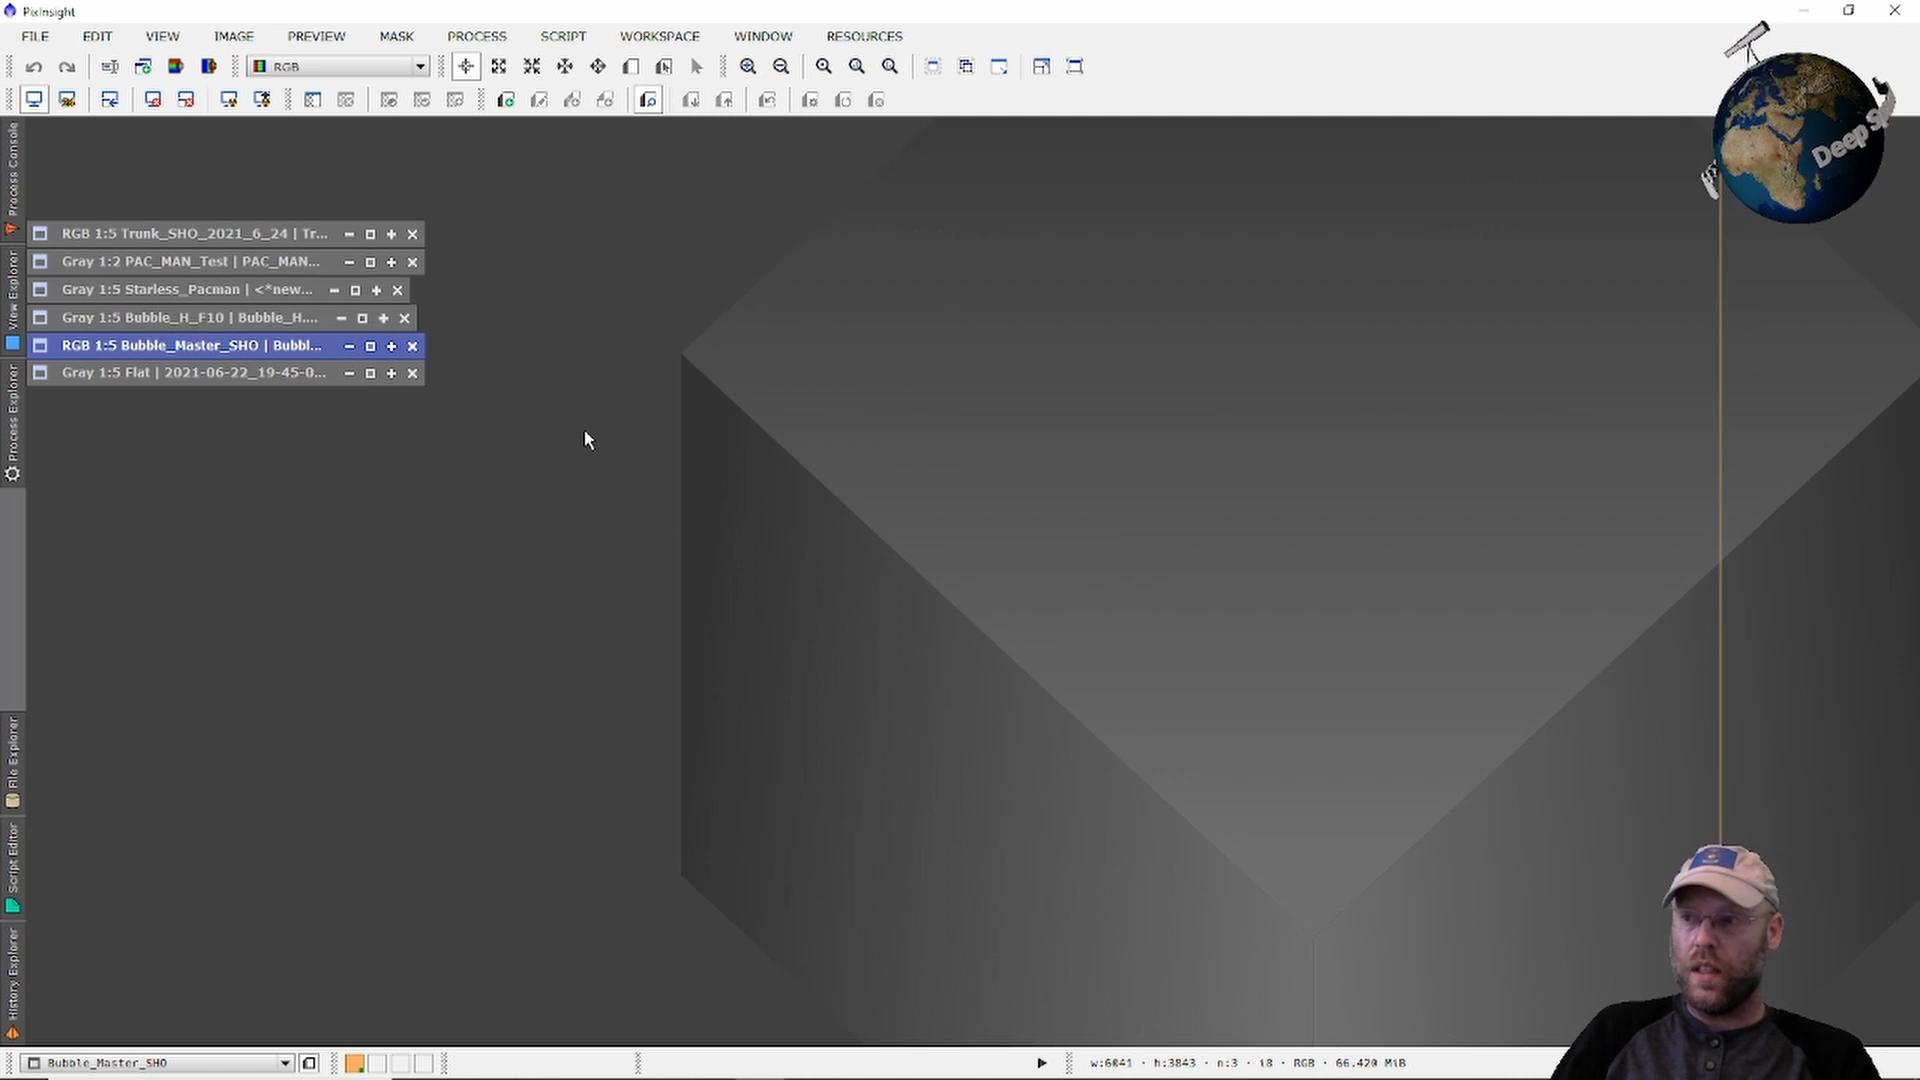 PixInsight
FILE EDIT VIEW IMAGE PREVIEW MASK PROCESS SCRIPT WORKSPACE WINDOW RESOURCES
RGB
Deep Sp
Process Console
View Explorer
Process Explorer
File Explorer
Script Editor
History Explorer
RGB 1:5 Trunk_SHO_2021_6_24 | Tr...
Gray 1:2 PAC_MAN_Test | PAC_MAN...
Gray 1:5 Starless_Pacman | <*new...
Gray 1:5 Bubble_H_F10 | Bubble_H....
RGB 1:5 Bubble_Master_SHO | Bubbl...
Gray 1:5 Flat | 2021-06-22_19-45-0...
Bubble_Master_SHO
w:6041 · h:3843 · n:3 · i8 · RGB · 66.420 MiB